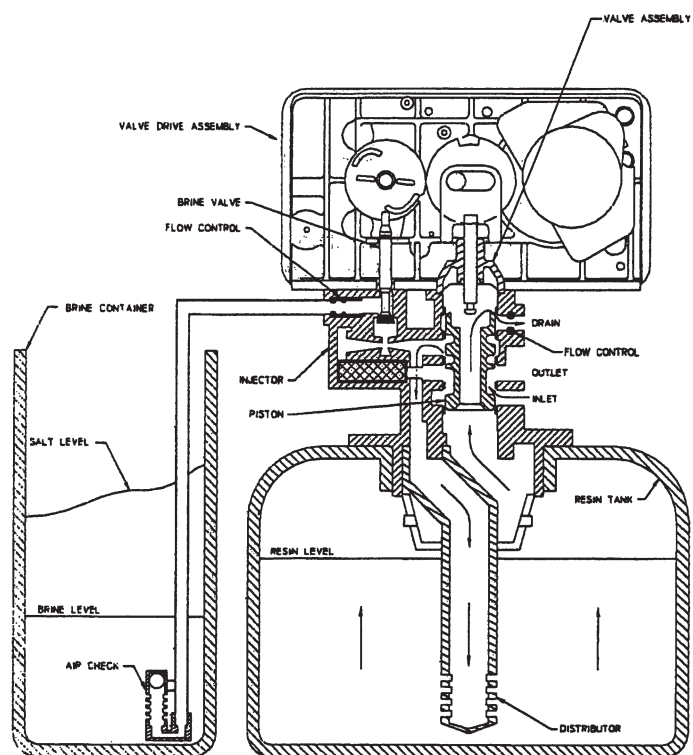 VALVE ASSEMBLY
VALVE DRIVE ASSEMBLY
BRINE VALVE
FLOW CONTROL
BRINE CONTAINER
DRAIN
FLOW CONTROL
INJECTOR
OUTLET
PISTON
INLET
SALT LEVEL
RESIN TANK
RESIN LEVEL
BRINE LEVEL
AIR CHECK
DISTRIBUTOR